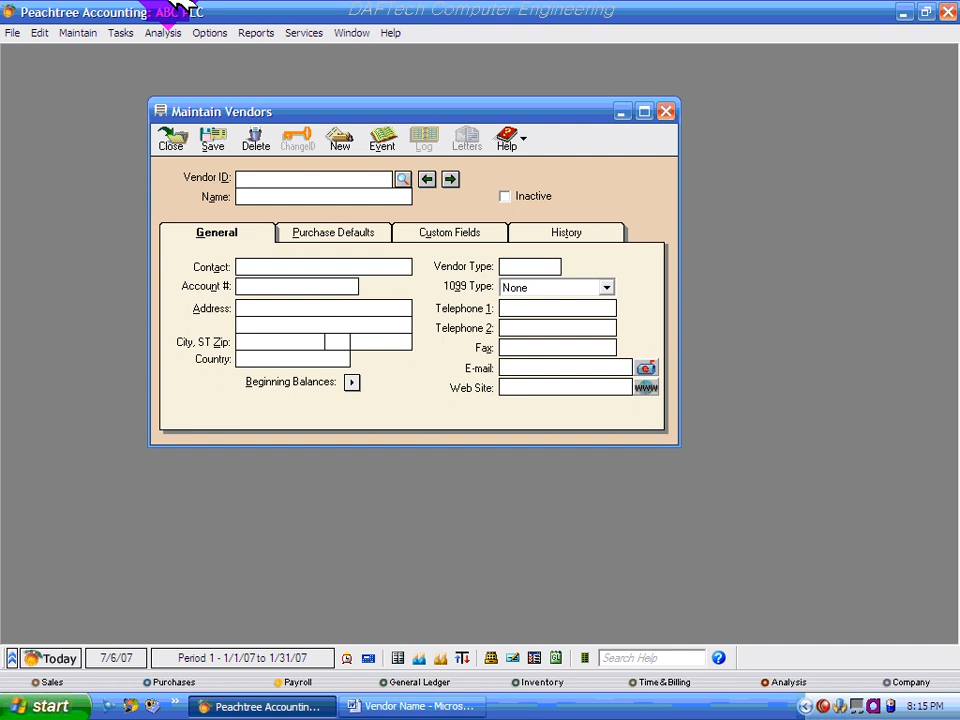 DAFTech Computer Engineering
Peachtree Accounting: ABC
File Edit Maintain Tasks Analysis Options Reports Services Window Help
Maintain Vendors
Close Save Delete ChangeID New Event Log Letters Help
Vendor ID:
Name: Inactive
General Purchase Defaults Custom Fields History
Contact: Vendor Type:
Account #: 1099 Type: None
Address: Telephone 1:
Telephone 2:
City, ST Zip: Fax:
Country: E-mail:
Beginning Balances: Web Site:
WWW
Today 7/6/07 Period 1 - 1/1/07 to 1/31/07 Search Help
Sales Purchases Payroll General Ledger Inventory Time & Billing Analysis Company
start Peachtree Accountin... Vendor Name - Micros... 8:15 PM